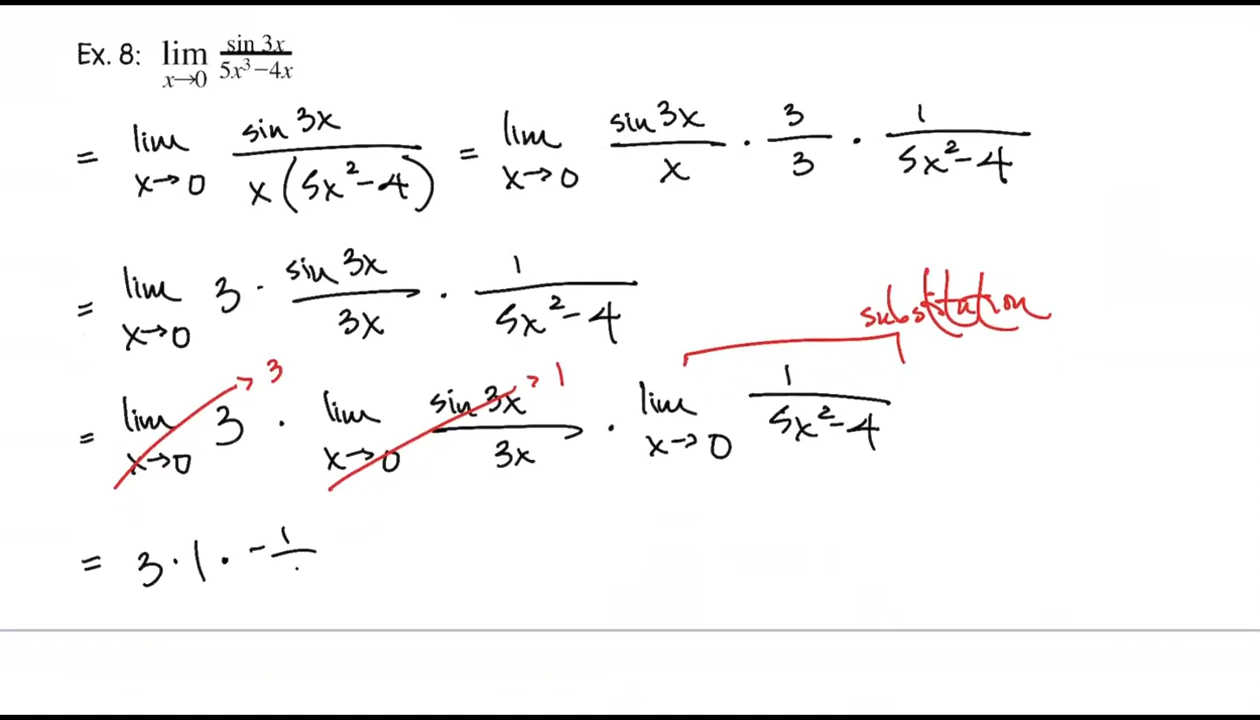 Ex. 8: lim x→0 sin 3x / 5x³−4x
= lim x→0 sin 3x / x(5x²−4) = lim x→0 sin 3x / x · 3/3 · 1 / 5x²−4
= lim x→0 3 · sin 3x / 3x · 1 / 5x²−4
substitution
= lim x→0 3 → 3 · lim x→0 sin 3x / 3x → 1 · lim x→0 1 / 5x²−4
= 3 · 1 · −1/